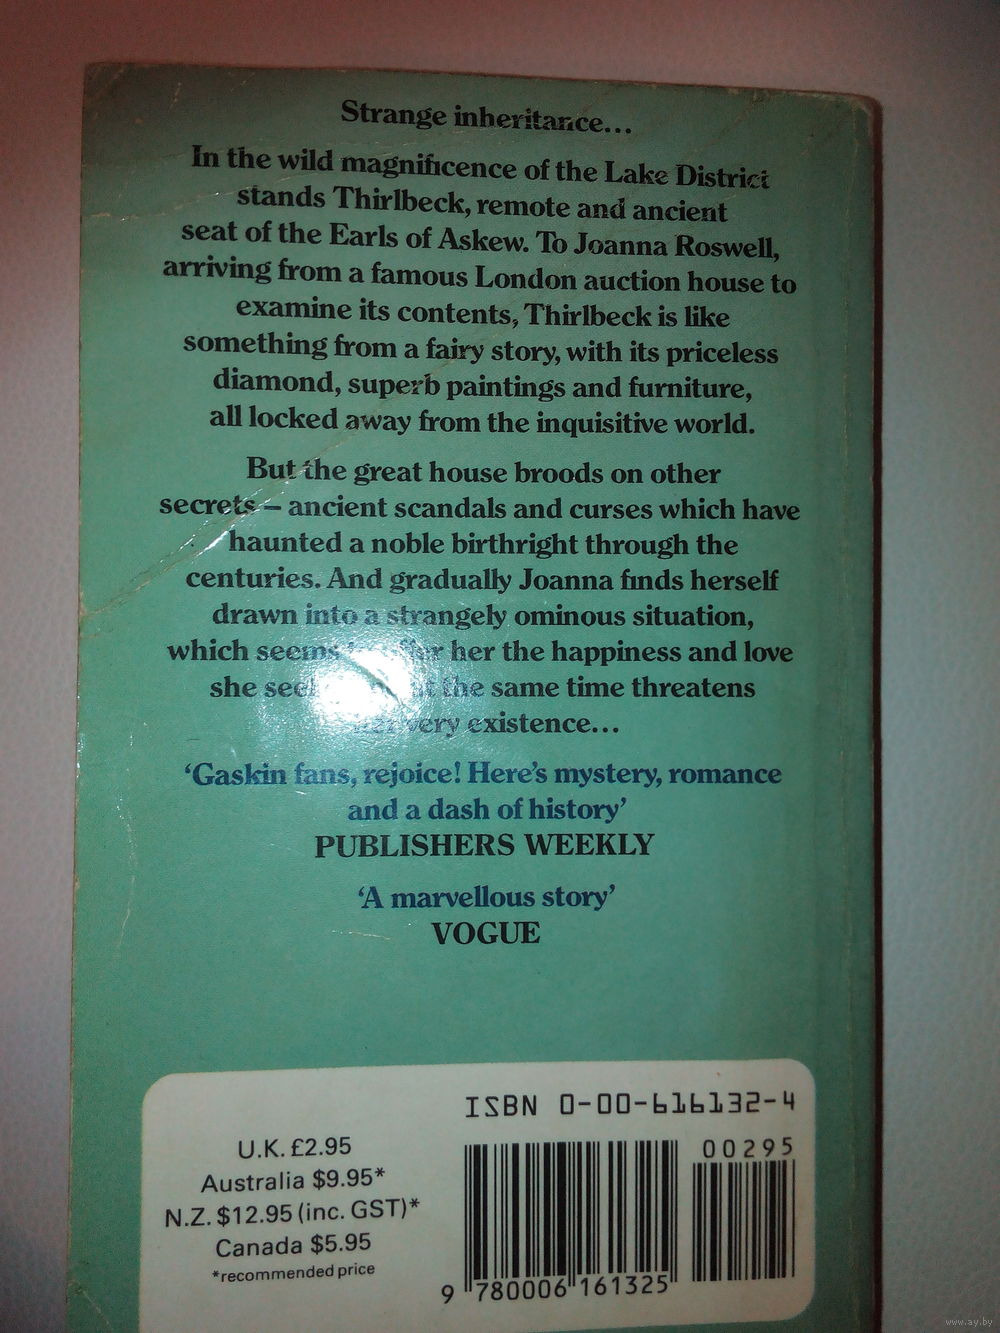 Strange inheritance…
In the wild magnificence of the Lake District
stands Thirlbeck, remote and ancient
seat of the Earls of Askew. To Joanna Roswell,
arriving from a famous London auction house to
examine its contents, Thirlbeck is like
something from a fairy story, with its priceless
diamond, superb paintings and furniture,
all locked away from the inquisitive world.
But the great house broods on other
secrets – ancient scandals and curses which have
haunted a noble birthright through the
centuries. And gradually Joanna finds herself
drawn into a strangely ominous situation,
which seems to offer her the happiness and love
she the same time threatens
her very existence…
‘Gaskin fans, rejoice! Here's mystery, romance
and a dash of history’
PUBLISHERS WEEKLY
‘A marvellous story’
VOGUE
ISBN 0-00-616132-4
U.K. £2.95
Australia $9.95*
N.Z. $12.95 (inc. GST)*
Canada $5.95
*recommended price
00295
9 780006 161325
www.ay.by